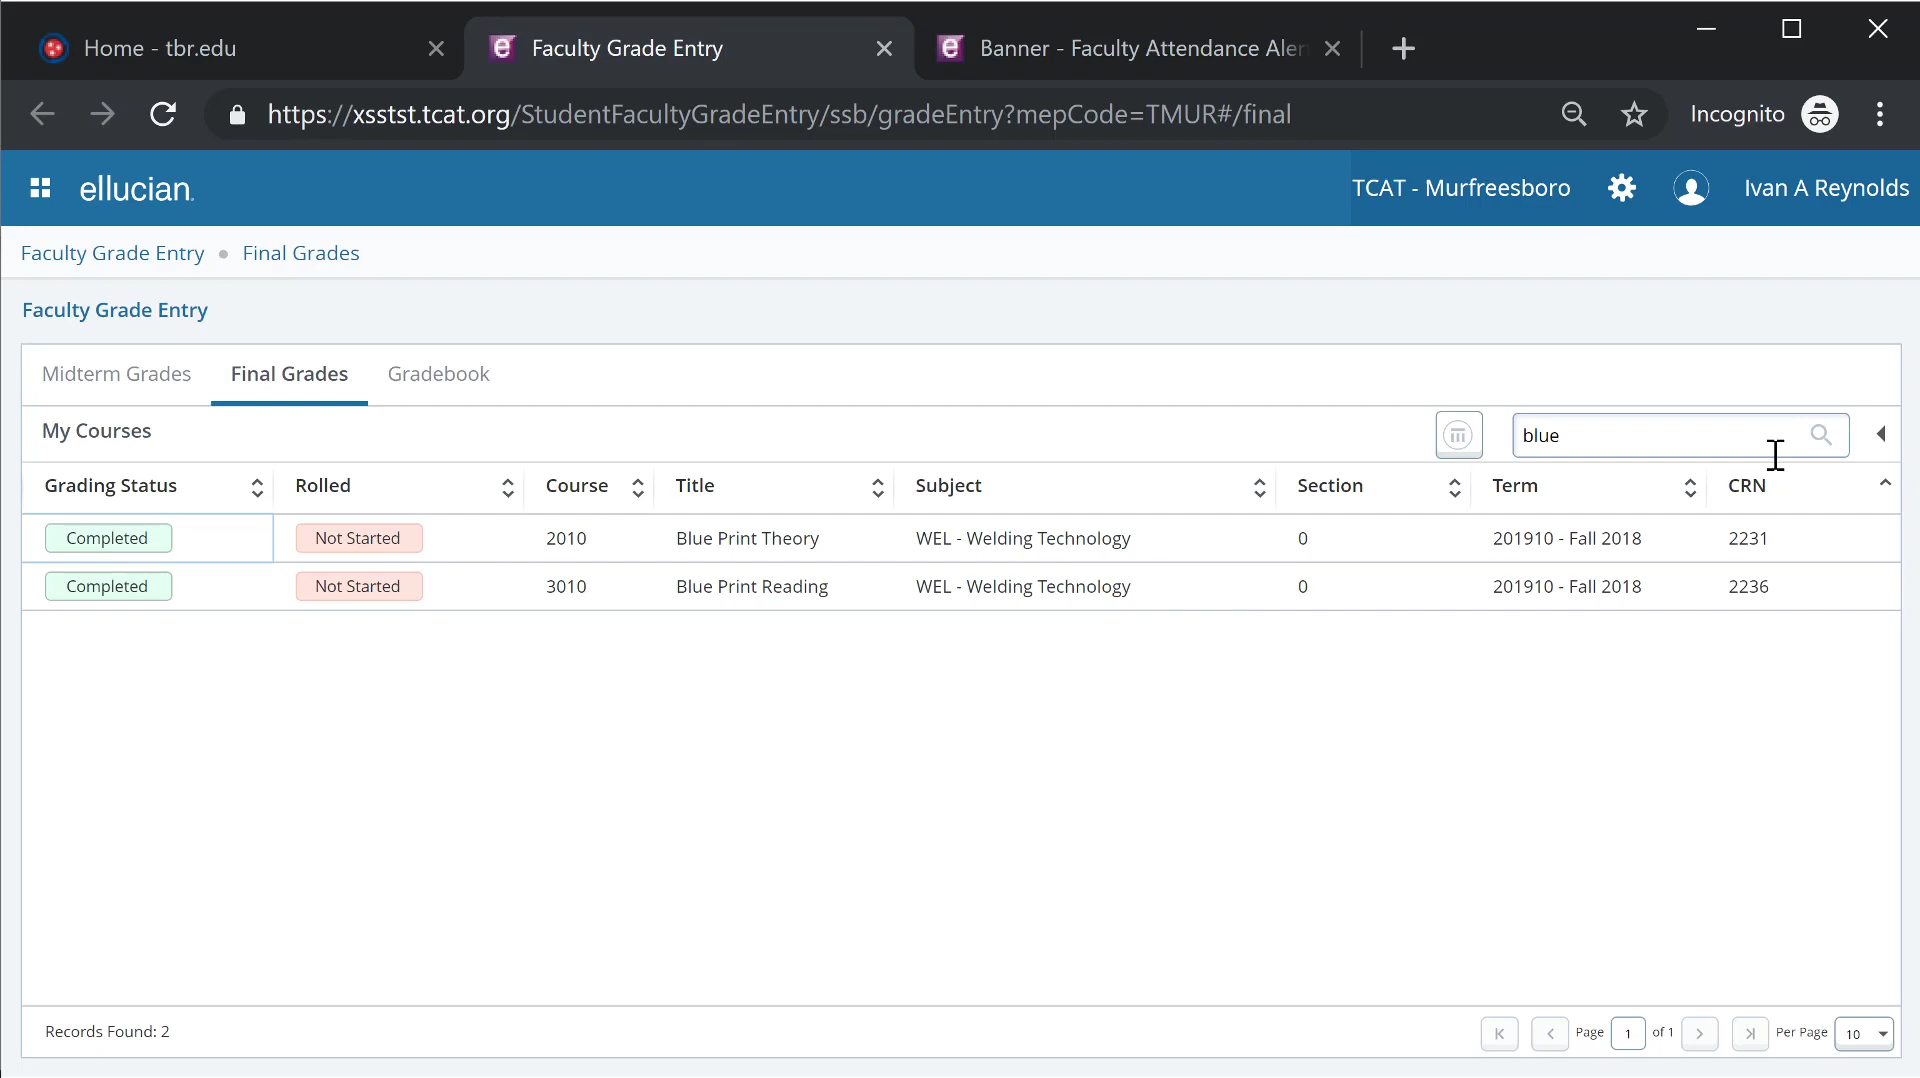 Home - tbr.edu
Faculty Grade Entry
Banner - Faculty Attendance Aler
https://xsstst.tcat.org/StudentFacultyGradeEntry/ssb/gradeEntry?mepCode=TMUR#/final
Incognito
ellucian.
TCAT - Murfreesboro
Ivan A Reynolds
Faculty Grade Entry • Final Grades
Faculty Grade Entry
Midterm Grades Final Grades Gradebook
My Courses
blue
Grading Status Rolled Course Title Subject Section Term CRN
Completed Not Started 2010 Blue Print Theory WEL - Welding Technology 0 201910 - Fall 2018 2231
Completed Not Started 3010 Blue Print Reading WEL - Welding Technology 0 201910 - Fall 2018 2236
Records Found: 2
Page 1 of 1 Per Page 10